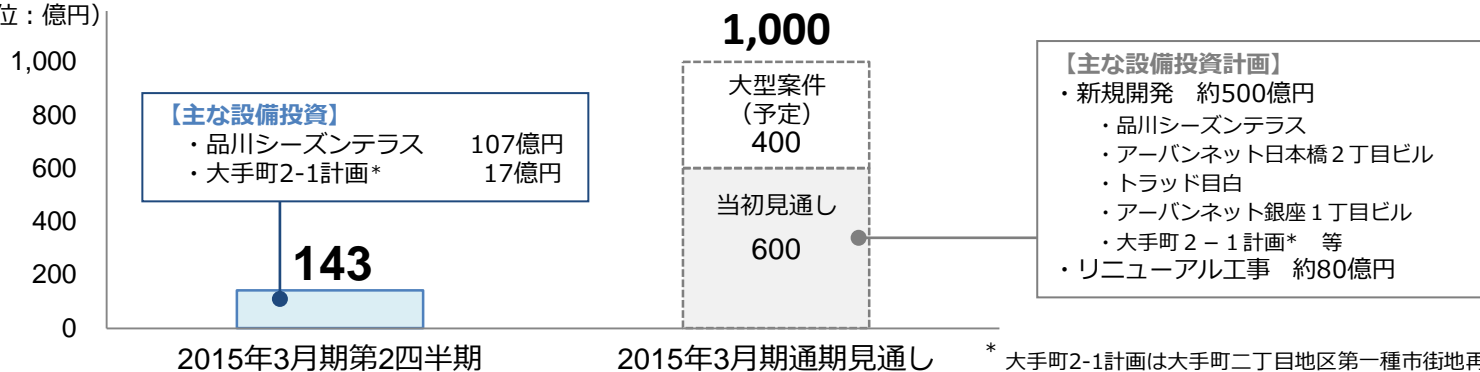 位：億円）
1,000
800
600
400
200
0
【主な設備投資】
・品川シーズンテラス 107億円
・大手町2-1計画* 17億円
143
2015年3月期第2四半期
1,000
大型案件
（予定）
400
当初見通し
600
2015年3月期通期見通し
【主な設備投資計画】
・新規開発 約500億円
・品川シーズンテラス
・アーバンネット日本橋２丁目ビル
・トラッド目白
・アーバンネット銀座１丁目ビル
・大手町２－１計画* 等
・リニューアル工事 約80億円
* 大手町2-1計画は大手町二丁目地区第一種市街地再